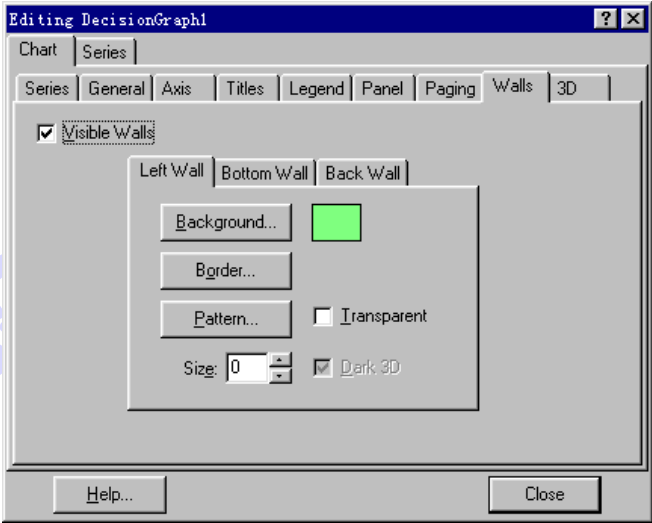 Editing DecisionGraph1
Chart Series
Series General Axis Titles Legend Panel Paging Walls 3D
Visible Walls
Left Wall Bottom Wall Back Wall
Background...
Border...
Pattern... Transparent
Size: 0 Dark 3D
Help... Close